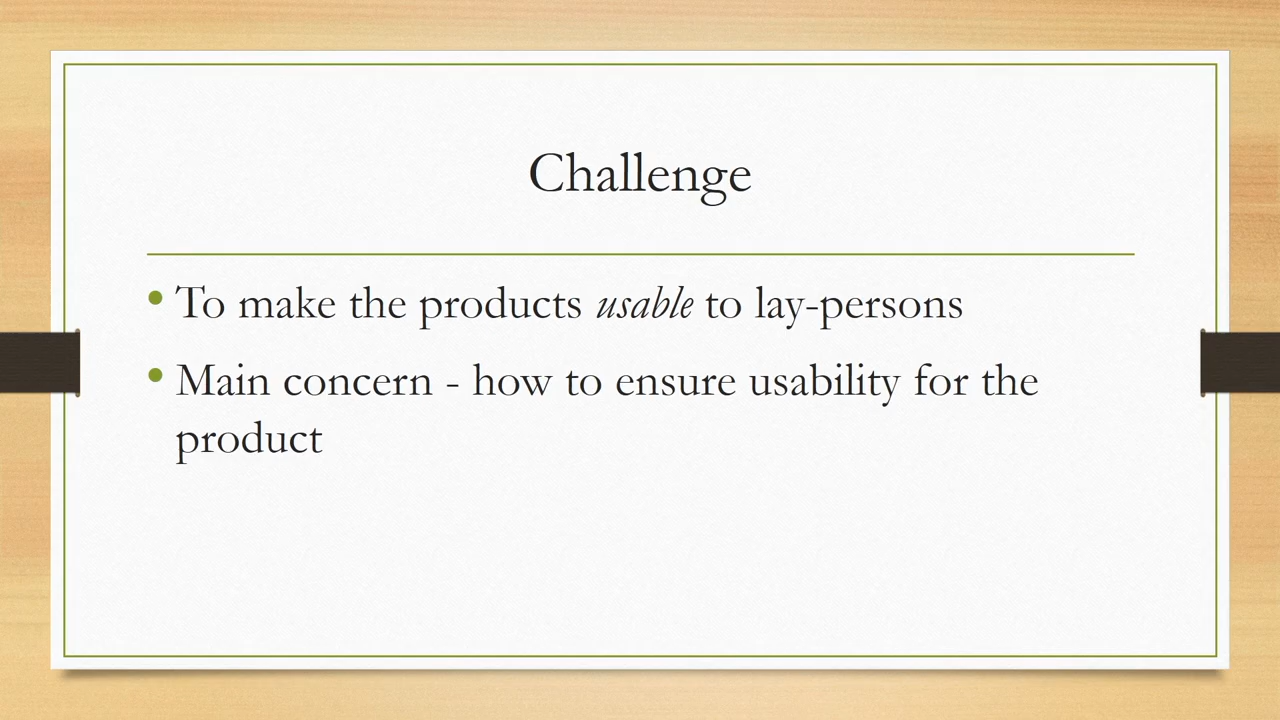 Challenge
• To make the products usable to lay-persons
• Main concern - how to ensure usability for the
product